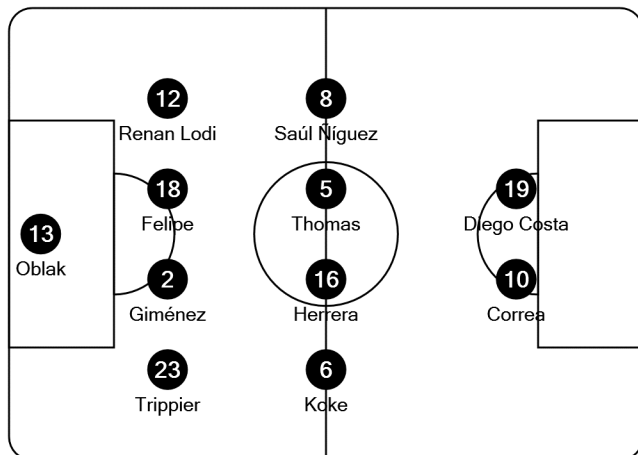 12
Renan Lodi
8
Saúl Ñíguez
18
Felipe
5
Thomas
19
Diego Costa
13
Oblak
2
Giménez
16
Herrera
10
Correa
23
Trippier
6
Koke